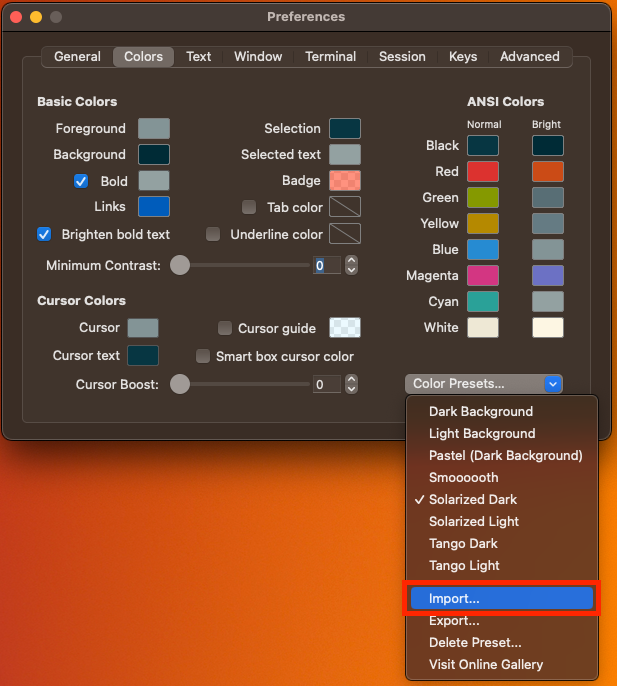 Preferences
General Colors Text Window Terminal Session Keys Advanced
Basic Colors
Foreground
Background
Bold
Links
Brighten bold text
Minimum Contrast: 0
Selection
Selected text
Badge
Tab color
Underline color
Cursor Colors
Cursor
Cursor text
Cursor Boost: 0
Cursor guide
Smart box cursor color
ANSI Colors
Normal Bright
Black
Red
Green
Yellow
Blue
Magenta
Cyan
White
Color Presets...
Dark Background
Light Background
Pastel (Dark Background)
Smoooooth
Solarized Dark
Solarized Light
Tango Dark
Tango Light
Import...
Export...
Delete Preset...
Visit Online Gallery